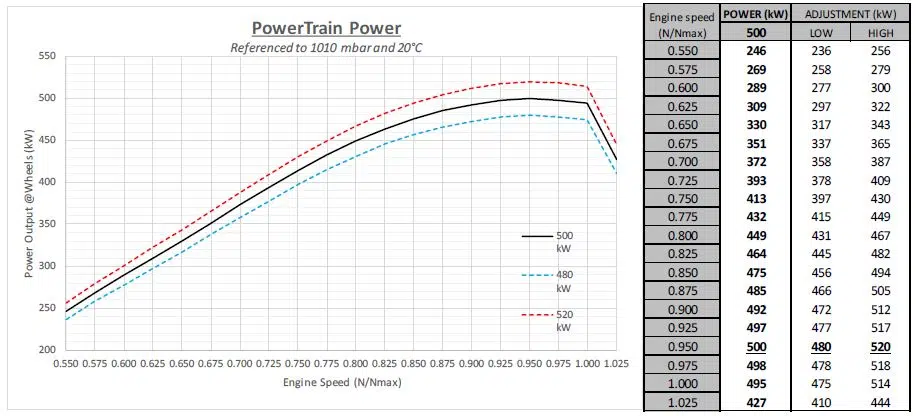 PowerTrain Power
Referenced to 1010 mbar and 20°C
Power Output @Wheels (kW)
550
500
450
400
350
300
250
200
0.550 0.575 0.600 0.625 0.650 0.675 0.700 0.725 0.750 0.775 0.800 0.825 0.850 0.875 0.900 0.925 0.950 0.975 1.000 1.025
Engine Speed (N/Nmax)
500
kW
480
kW
520
kW
Engine speed POWER (kW) ADJUSTMENT (kW)
(N/Nmax) 500 LOW HIGH
0.550 246 236 256
0.575 269 258 279
0.600 289 277 300
0.625 309 297 322
0.650 330 317 343
0.675 351 337 365
0.700 372 358 387
0.725 393 378 409
0.750 413 397 430
0.775 432 415 449
0.800 449 431 467
0.825 464 445 482
0.850 475 456 494
0.875 485 466 505
0.900 492 472 512
0.925 497 477 517
0.950 500 480 520
0.975 498 478 518
1.000 495 475 514
1.025 427 410 444